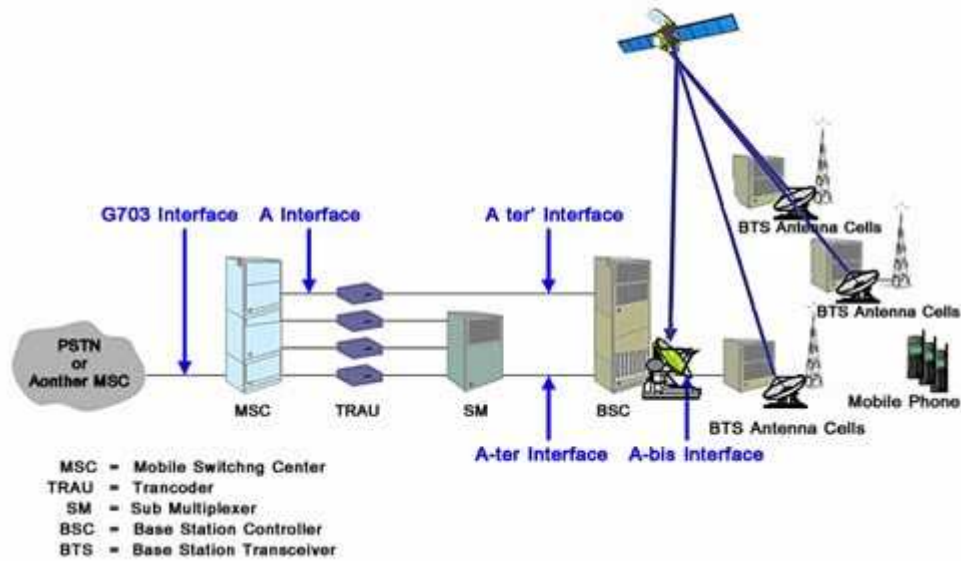 BTS Antenna Cells
G703 Interface
A Interface
A ter' Interface
BTS Antenna Cells
PSTN
or
Aonther MSC
MSC
TRAU
SM
BSC
Mobile Phone
BTS Antenna Cells
A-ter Interface
A-bis Interface
MSC = Mobile Switchng Center
TRAU = Trancoder
SM = Sub Multiplexer
BSC = Base Station Controller
BTS = Base Station Transceiver